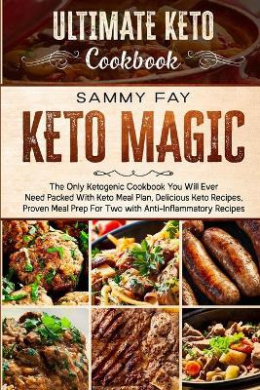 ULTIMATE KETO
Cookbook
SAMMY FAY
KETO MAGIC
The Only Ketogenic Cookbook You Will Ever
Need Packed With Keto Meal Plan, Delicious Keto Recipes,
Proven Meal Prep For Two with Anti-Inflammatory Recipes